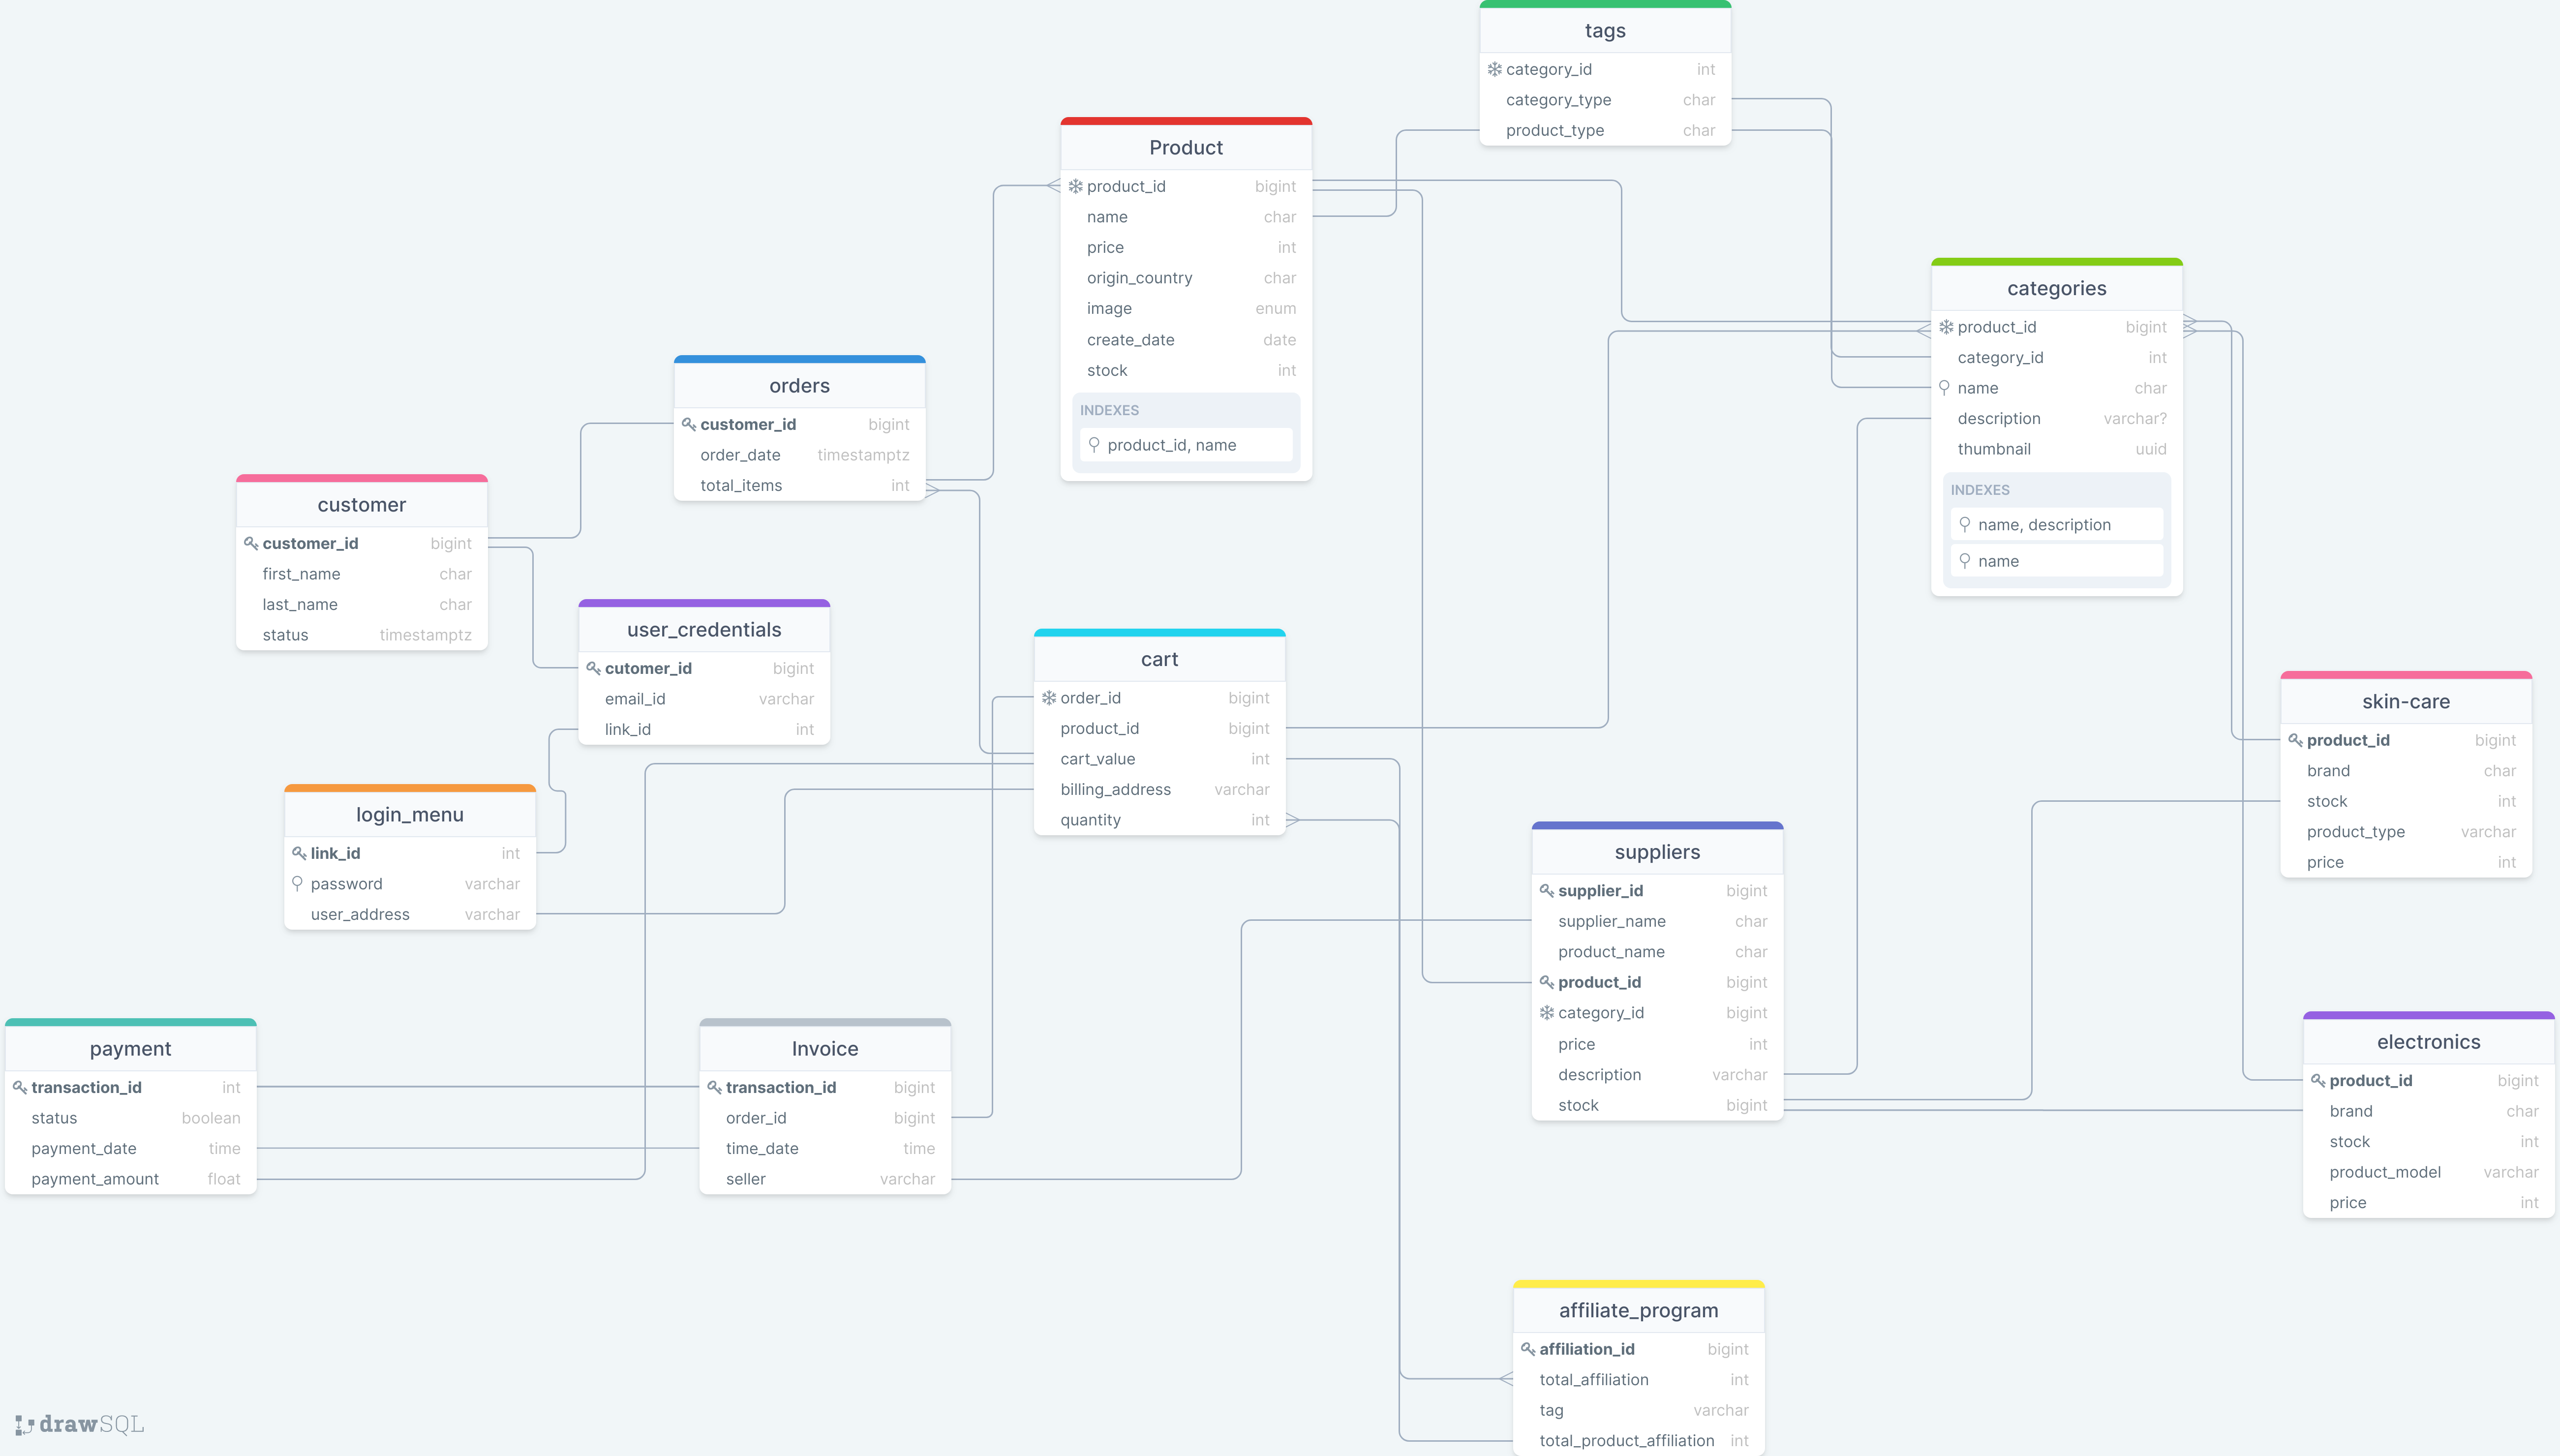 tags
category_id int
category_type char
product_type char
Product
product_id bigint
name char
price int
origin_country char
image enum
create_date date
stock int
INDEXES
product_id, name
categories
product_id bigint
category_id int
name char
description varchar?
thumbnail uuid
INDEXES
name, description
name
orders
customer_id bigint
order_date timestamptz
total_items int
customer
customer_id bigint
first_name char
last_name char
status timestamptz
user_credentials
cutomer_id bigint
email_id varchar
link_id int
cart
order_id bigint
product_id bigint
cart_value int
billing_address varchar
quantity int
skin-care
product_id bigint
brand char
stock int
product_type varchar
price int
login_menu
link_id int
password varchar
user_address varchar
suppliers
supplier_id bigint
supplier_name char
product_name char
product_id bigint
category_id bigint
price int
description varchar
stock bigint
payment
transaction_id int
status boolean
payment_date time
payment_amount float
Invoice
transaction_id bigint
order_id bigint
time_date time
seller varchar
electronics
product_id bigint
brand char
stock int
product_model varchar
price int
affiliate_program
affiliation_id bigint
total_affiliation int
tag varchar
total_product_affiliation int
drawSQL